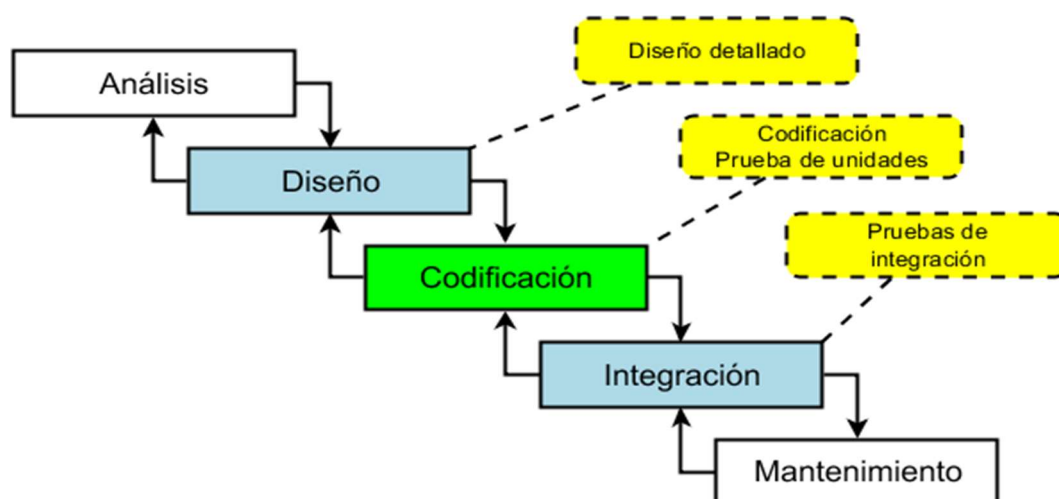 Diseño detallado
Análisis
Codificación
Prueba de unidades
Diseño
Pruebas de
integración
Codificación
Integración
Mantenimiento